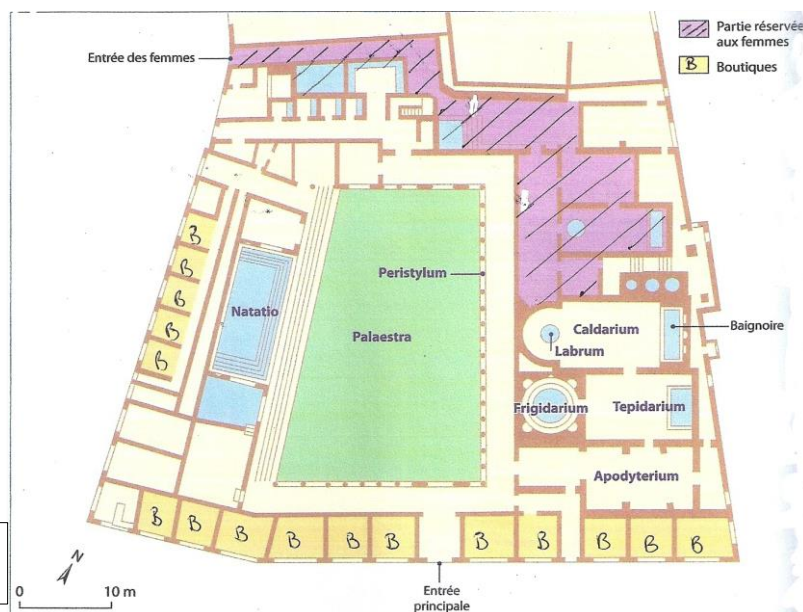 Partie réservée
aux femmes
B Boutiques
Entrée des femmes
B
B
B
B
B
Natatio
Peristylum
Palaestra
Caldarium
Labrum
Baignoire
Frigidarium
Tepidarium
Apodyterium
B B B B B B B B B B B
N
0 10 m
Entrée
principale